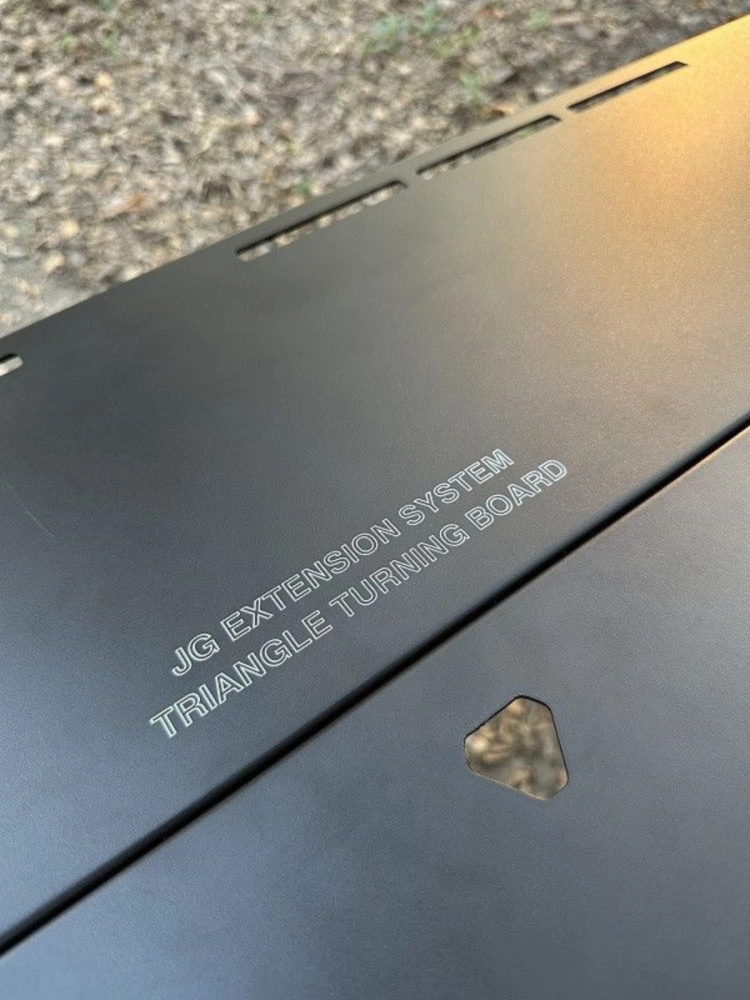 JG EXTENSION SYSTEM
TRIANGLE TURNING BOARD